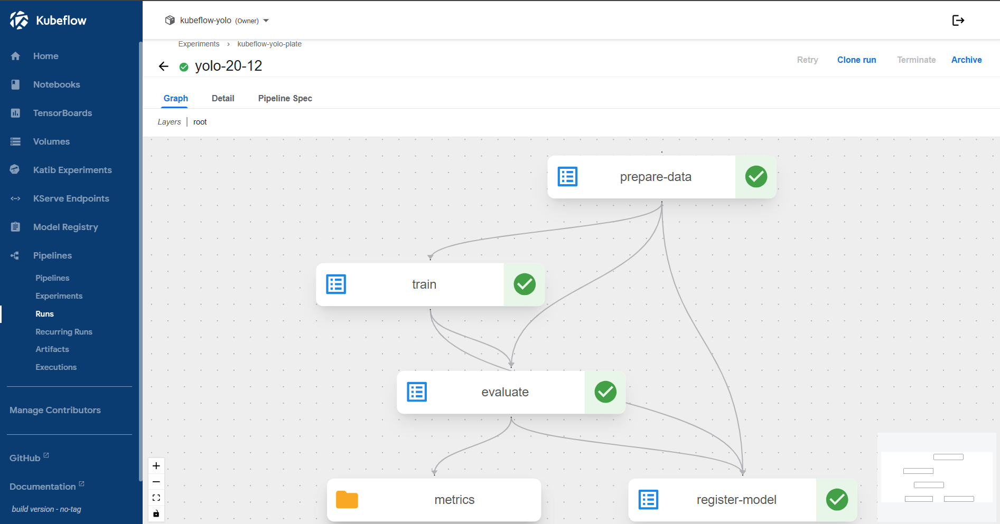 Kubeflow
kubeflow-yolo (Owner)
Home
Notebooks
TensorBoards
Volumes
Katib Experiments
KServe Endpoints
Model Registry
Pipelines
Pipelines
Experiments
Runs
Recurring Runs
Artifacts
Executions
Manage Contributors
GitHub
Documentation
build version - no-tag
Experiments > kubeflow-yolo-plate
yolo-20-12
Retry Clone run Terminate Archive
Graph Detail Pipeline Spec
Layers | root
prepare-data
train
evaluate
metrics
register-model